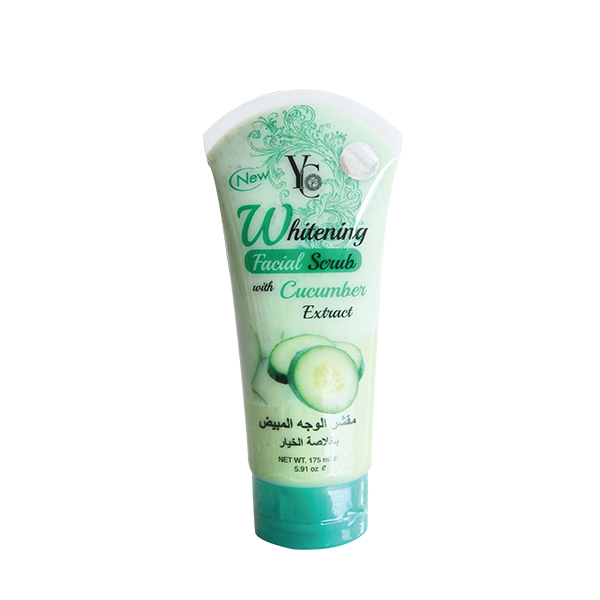 New
YC
Whitening
Facial Scrub
with Cucumber
Extract
مقشر الوجه المبيض
بخلاصة الخيار
NET WT. 175 ml ℮
5.91 oz ℮